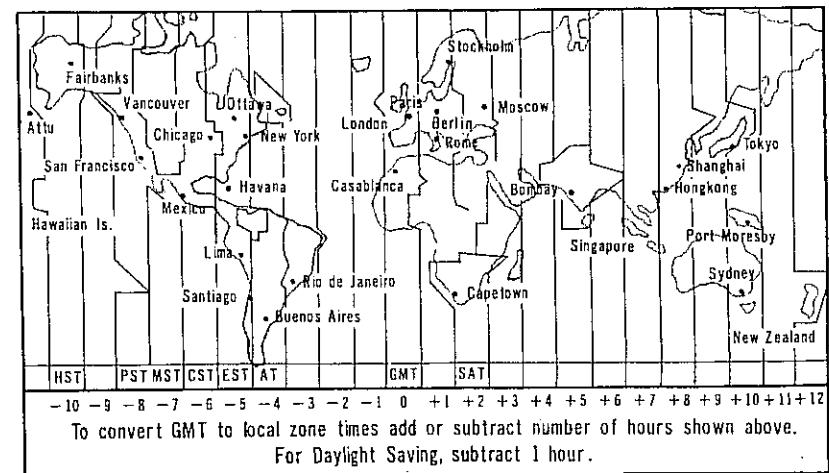 Stockholm
Fairbanks
Vancouver
Ottawa
Paris
Moscow
Attu
Chicago
New York
London
Berlin
Rome
Tokyo
San Francisco
Shanghai
Havana
Casablanca
Bombay
Hongkong
Mexico
Hawaiian Is.
Singapore
Port Moresby
Lima
Sydney
Rio de Janeiro
Santiago
Capetown
Buenos Aires
New Zealand
HST PST MST CST EST AT GMT SAT
-10 -9 -8 -7 -6 -5 -4 -3 -2 -1 0 +1 +2 +3 +4 +5 +6 +7 +8 +9 +10 +11 +12
To convert GMT to local zone times add or subtract number of hours shown above.
For Daylight Saving, subtract 1 hour.